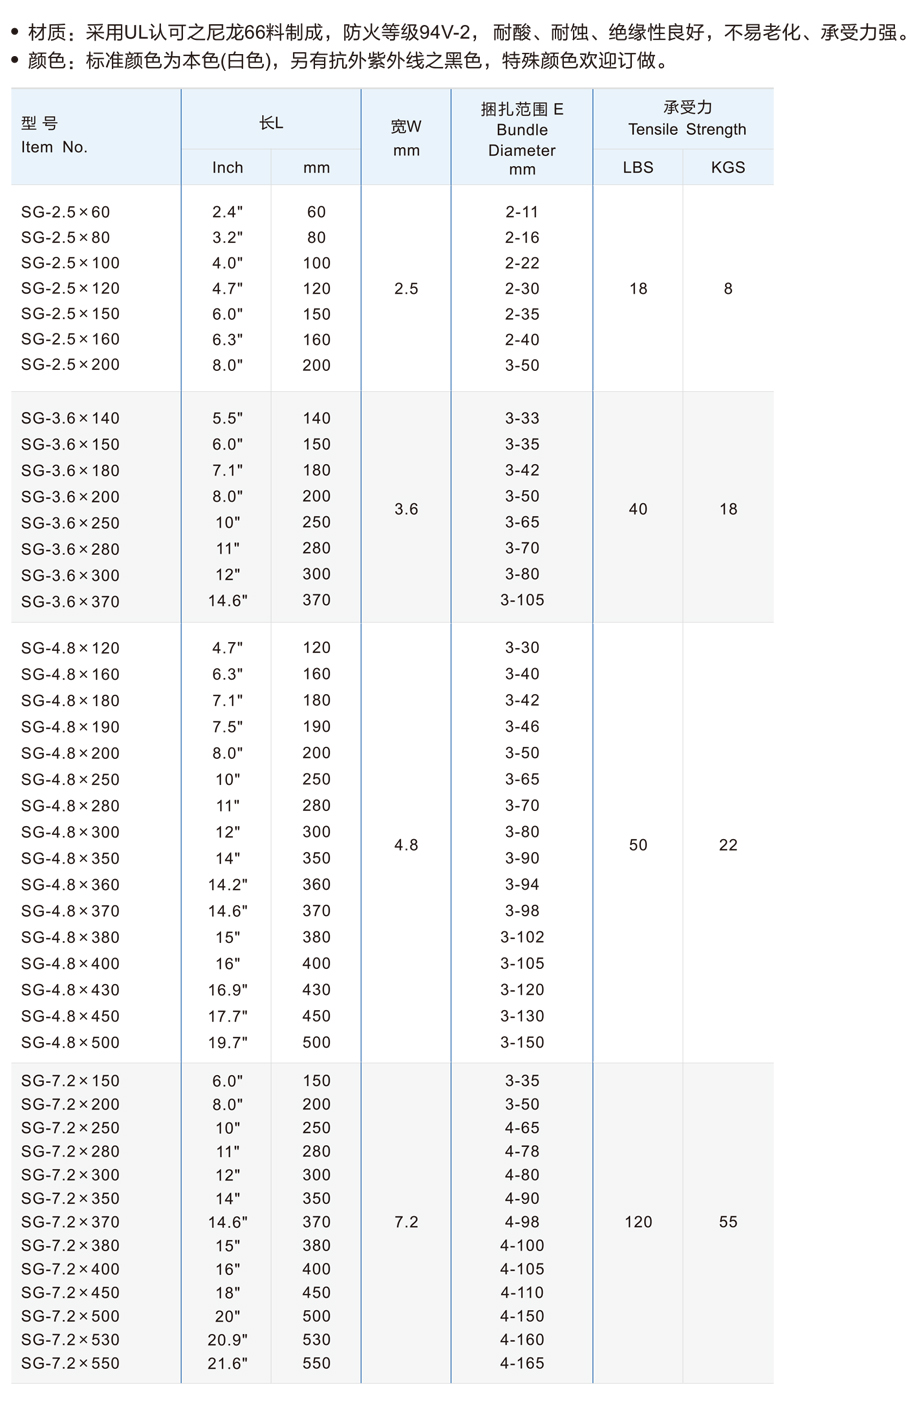 • 材质：采用UL认可之尼龙66料制成，防火等级94V-2， 耐酸、耐蚀、绝缘性良好，不易老化、承受力强。
• 颜色：标准颜色为本色(白色)，另有抗外紫外线之黑色，特殊颜色欢迎订做。
型 号 长L 宽W 捆扎范围 E 承受力
Item No. mm Bundle Tensile Strength
Diameter
Inch mm mm LBS KGS
SG-2.5×60 2.4" 60 2-11
SG-2.5×80 3.2" 80 2-16
SG-2.5×100 4.0" 100 2-22
SG-2.5×120 4.7" 120 2.5 2-30 18 8
SG-2.5×150 6.0" 150 2-35
SG-2.5×160 6.3" 160 2-40
SG-2.5×200 8.0" 200 3-50
SG-3.6×140 5.5" 140 3-33
SG-3.6×150 6.0" 150 3-35
SG-3.6×180 7.1" 180 3-42
SG-3.6×200 8.0" 200 3-50
3.6 40 18
SG-3.6×250 10" 250 3-65
SG-3.6×280 11" 280 3-70
SG-3.6×300 12" 300 3-80
SG-3.6×370 14.6" 370 3-105
SG-4.8×120 4.7" 120 3-30
SG-4.8×160 6.3" 160 3-40
SG-4.8×180 7.1" 180 3-42
SG-4.8×190 7.5" 190 3-46
SG-4.8×200 8.0" 200 3-50
SG-4.8×250 10" 250 3-65
SG-4.8×280 11" 280 3-70
SG-4.8×300 12" 300 3-80
4.8 50 22
SG-4.8×350 14" 350 3-90
SG-4.8×360 14.2" 360 3-94
SG-4.8×370 14.6" 370 3-98
SG-4.8×380 15" 380 3-102
SG-4.8×400 16" 400 3-105
SG-4.8×430 16.9" 430 3-120
SG-4.8×450 17.7" 450 3-130
SG-4.8×500 19.7" 500 3-150
SG-7.2×150 6.0" 150 3-35
SG-7.2×200 8.0" 200 3-50
SG-7.2×250 10" 250 4-65
SG-7.2×280 11" 280 4-78
SG-7.2×300 12" 300 4-80
SG-7.2×350 14" 350 4-90
SG-7.2×370 14.6" 370 7.2 4-98 120 55
SG-7.2×380 15" 380 4-100
SG-7.2×400 16" 400 4-105
SG-7.2×450 18" 450 4-110
SG-7.2×500 20" 500 4-150
SG-7.2×530 20.9" 530 4-160
SG-7.2×550 21.6" 550 4-165